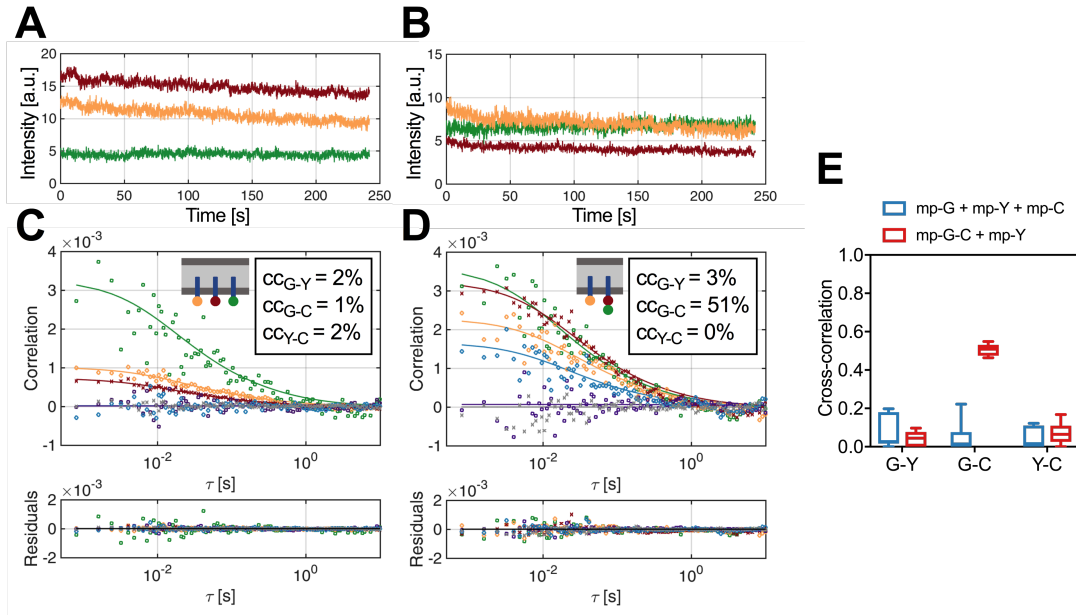 A
B
20
15
10
5
0
Intensity [a.u.]
0 50 100 150 200 250
Time [s]
15
10
5
0
Intensity [a.u.]
0 50 100 150 200 250
Time [s]
E
mp-G + mp-Y + mp-C
mp-G-C + mp-Y
1.0
0.8
0.6
0.4
0.2
0.0
Cross-correlation
G-Y G-C Y-C
C
×10⁻³
4
3
2
1
0
-1
Correlation
cc_G-Y = 2%
cc_G-C = 1%
cc_Y-C = 2%
10⁻² 10⁰
τ [s]
D
×10⁻³
4
3
2
1
0
-1
Correlation
cc_G-Y = 3%
cc_G-C = 51%
cc_Y-C = 0%
10⁻² 10⁰
τ [s]
×10⁻³
2
0
-2
Residuals
10⁻² 10⁰
τ [s]
×10⁻³
2
0
-2
Residuals
10⁻² 10⁰
τ [s]